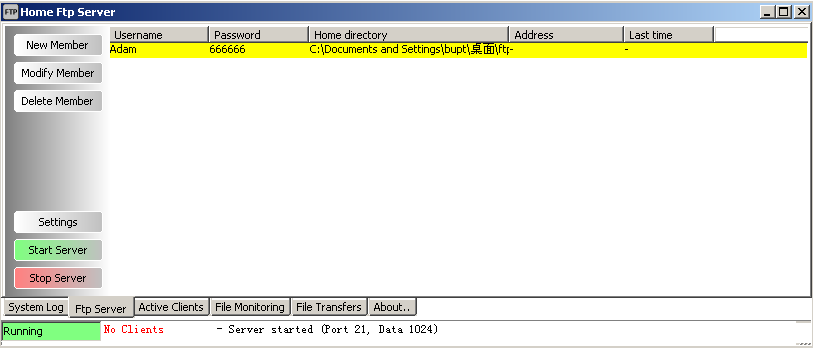 FTP Home Ftp Server
New Member
Modify Member
Delete Member
Settings
Start Server
Stop Server
Username Password Home directory Address Last time
Adam 666666 C:\Documents and Settings\bupt\桌面\ftp - -
System Log Ftp Server Active Clients File Monitoring File Transfers About..
Running No Clients - Server started (Port 21, Data 1024)